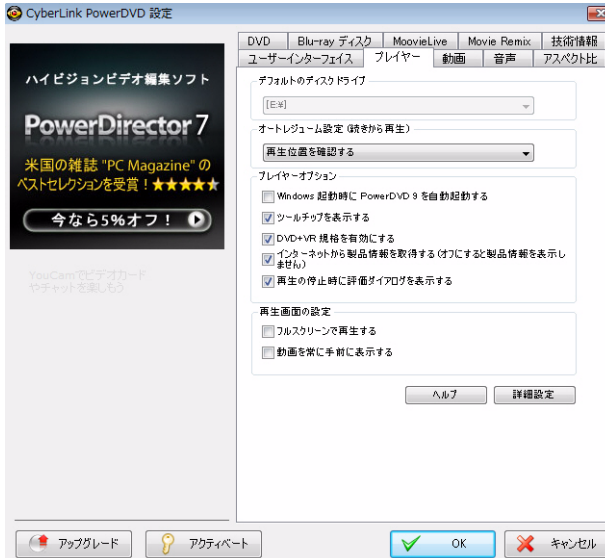 CyberLink PowerDVD 設定
ハイビジョンビデオ編集ソフト
PowerDirector 7
米国の雑誌 "PC Magazine" の
ベストセレクションを受賞！★★★★★
今なら5%オフ！
YouCamでビデオカード
やチャットを楽しもう
DVD Blu-ray ディスク MoovieLive Movie Remix 技術情報
ユーザーインターフェイス プレイヤー 動画 音声 アスペクト比
デフォルトのディスクドライブ
[E:¥]
オートレジューム設定 (続きから再生)
再生位置を確認する
プレイヤーオプション
Windows 起動時に PowerDVD 9 を自動起動する
ツールチップを表示する
DVD+VR 規格を有効にする
インターネットから製品情報を取得する (オフにすると製品情報を表示し
ません)
再生の停止時に評価ダイアログを表示する
再生画面の設定
フルスクリーンで再生する
動画を常に手前に表示する
ヘルプ 詳細設定
アップグレード アクティベート OK キャンセル